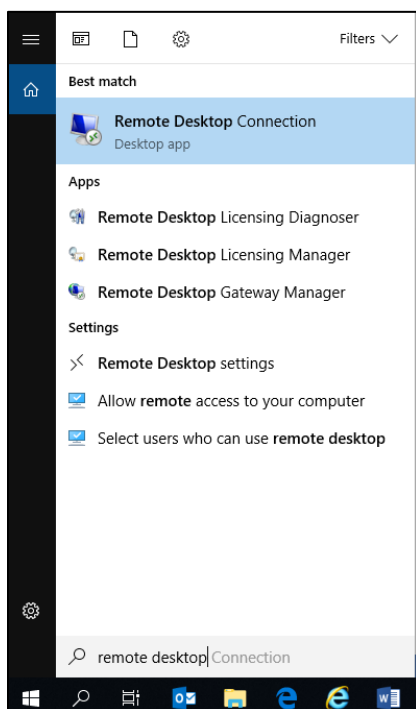 Filters
Best match
Remote Desktop Connection
Desktop app
Apps
Remote Desktop Licensing Diagnoser
Remote Desktop Licensing Manager
Remote Desktop Gateway Manager
Settings
Remote Desktop settings
Allow remote access to your computer
Select users who can use remote desktop
remote desktop Connection